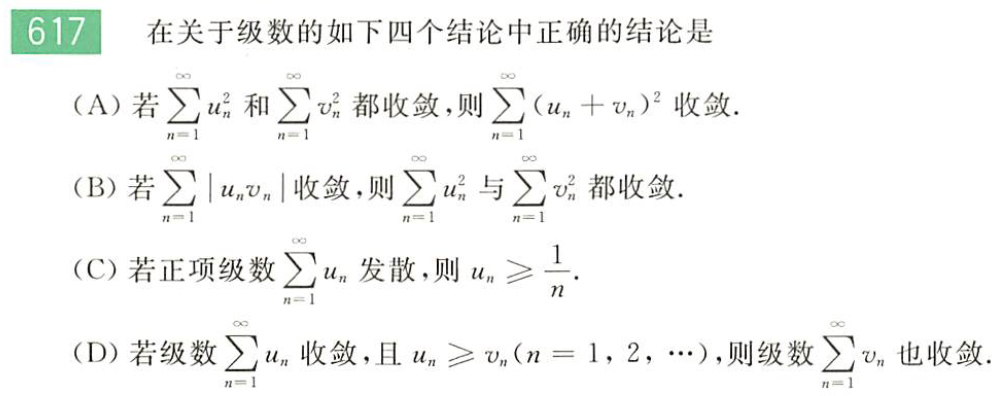 617 在关于级数的如下四个结论中正确的结论是
(A) 若 $\sum_{n=1}^{\infty} u_n^2$ 和 $\sum_{n=1}^{\infty} v_n^2$ 都收敛,则 $\sum_{n=1}^{\infty} (u_n + v_n)^2$ 收敛.
(B) 若 $\sum_{n=1}^{\infty} |u_n v_n|$ 收敛,则 $\sum_{n=1}^{\infty} u_n^2$ 与 $\sum_{n=1}^{\infty} v_n^2$ 都收敛.
(C) 若正项级数 $\sum_{n=1}^{\infty} u_n$ 发散,则 $u_n \geqslant \frac{1}{n}$.
(D) 若级数 $\sum_{n=1}^{\infty} u_n$ 收敛,且 $u_n \geqslant v_n (n = 1, 2, \cdots)$,则级数 $\sum_{n=1}^{\infty} v_n$ 也收敛.